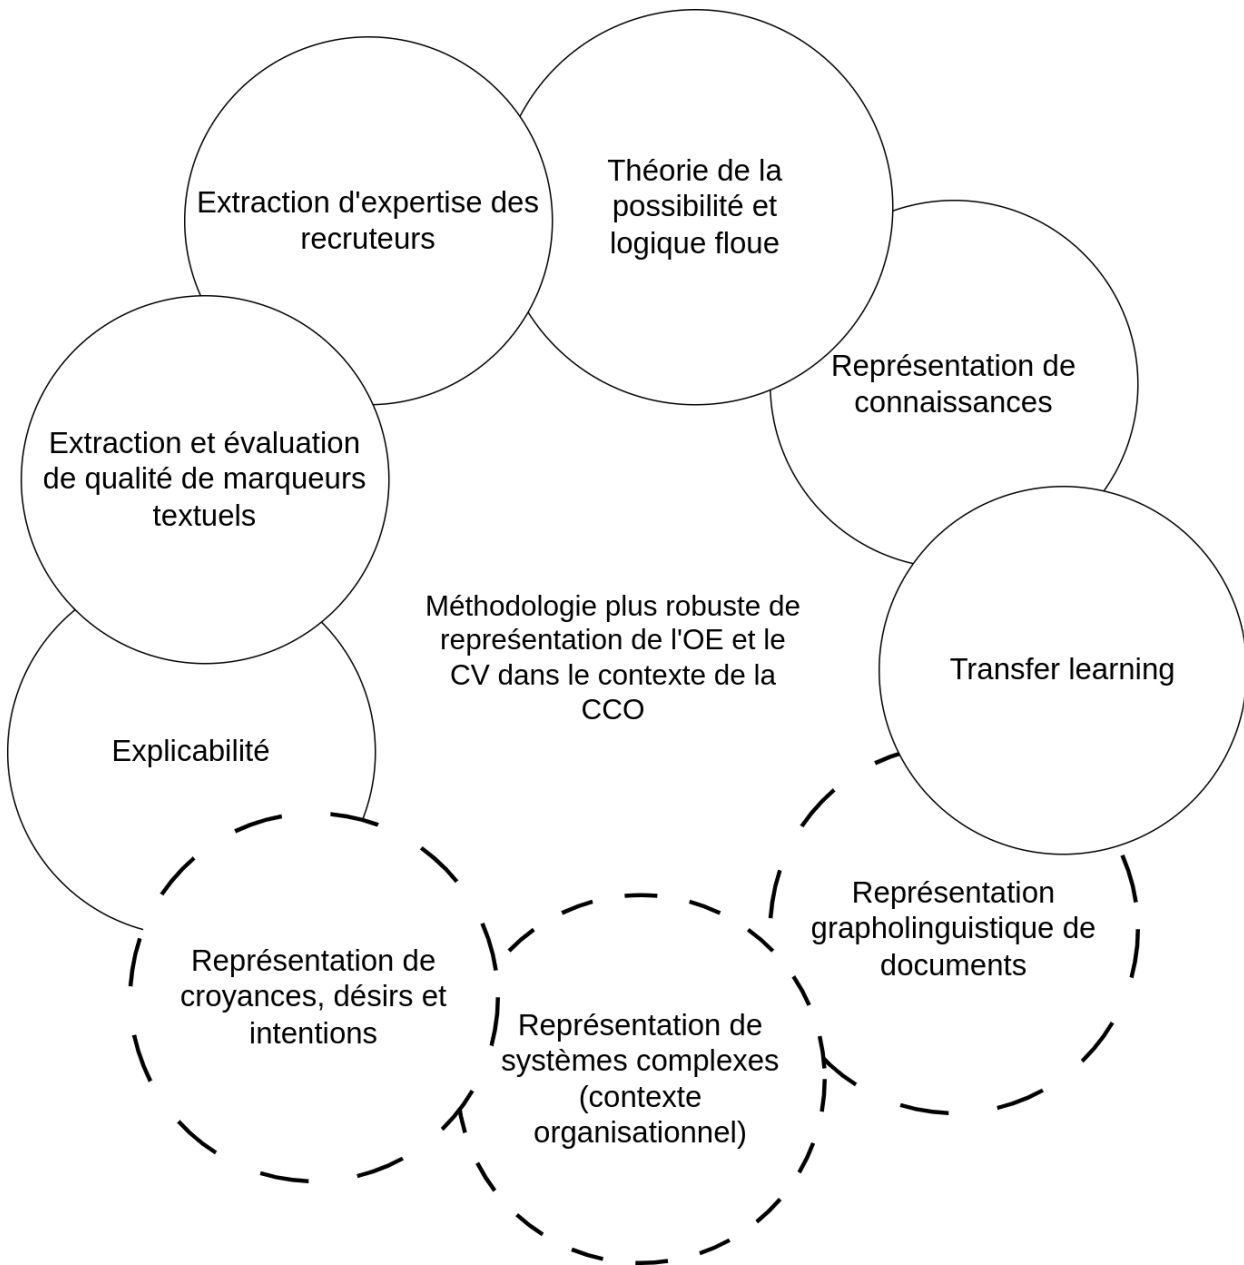 Théorie de la
possibilité et
logique floue
Extraction d'expertise des
recruteurs
Représentation de
connaissances
Extraction et évaluation
de qualité de marqueurs
textuels
Méthodologie plus robuste de
repreśentation de l'OE et le
CV dans le contexte de la
CCO
Transfer learning
Explicabilité
Représentation
grapholinguistique de
documents
Représentation de
croyances, désirs et
intentions
Représentation de
systèmes complexes
(contexte
organisationnel)